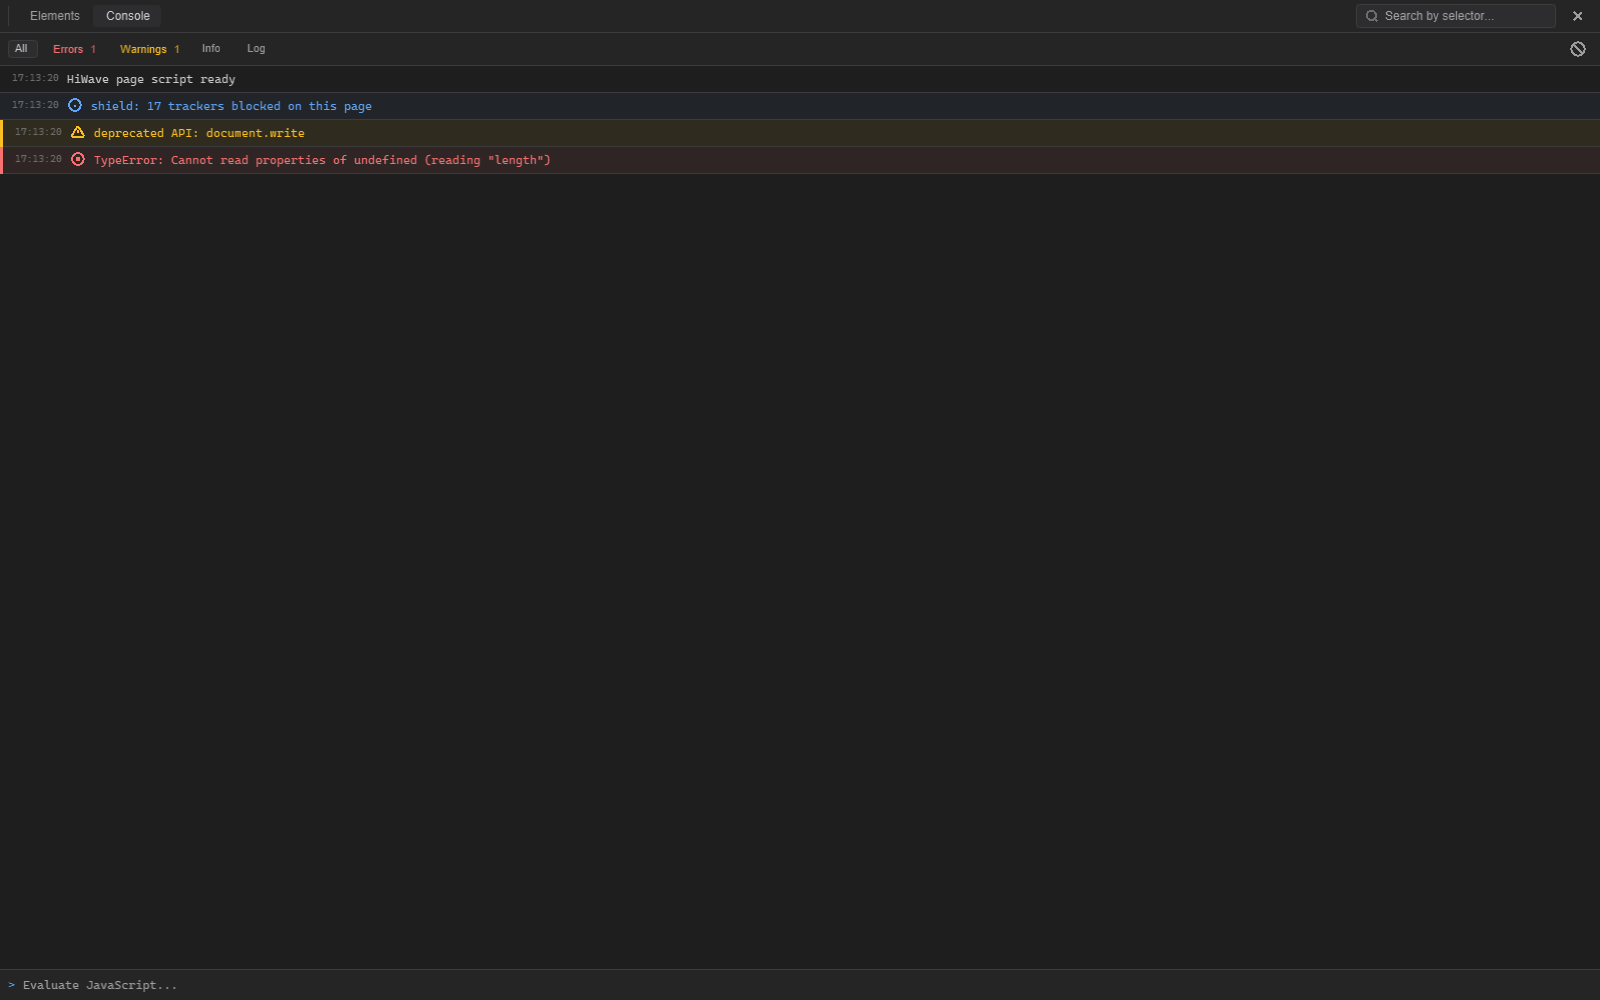 Elements Console Search by selector...
All Errors 1 Warnings 1 Info Log
17:13:20 HiWave page script ready
17:13:20 shield: 17 trackers blocked on this page
17:13:20 deprecated API: document.write
17:13:20 TypeError: Cannot read properties of undefined (reading "length")
> Evaluate JavaScript...